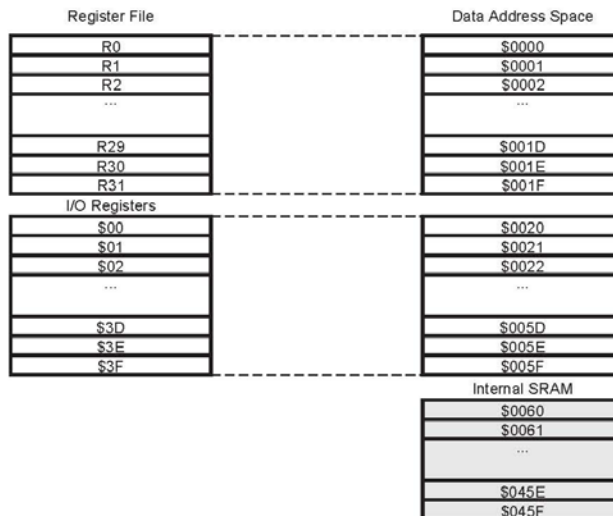 Register File
Data Address Space
R0
$0000
R1
$0001
R2
$0002
...
...
R29
$001D
R30
$001E
R31
$001F
I/O Registers
$00
$0020
$01
$0021
$02
$0022
...
...
$3D
$005D
$3E
$005E
$3F
$005F
Internal SRAM
$0060
$0061
...
$045E
$045F